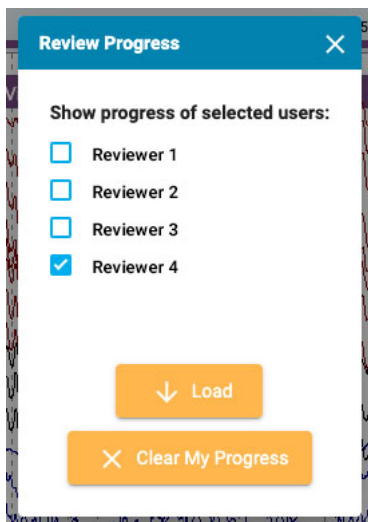 Review Progress
Show progress of selected users:
Reviewer 1
Reviewer 2
Reviewer 3
Reviewer 4
Load
Clear My Progress